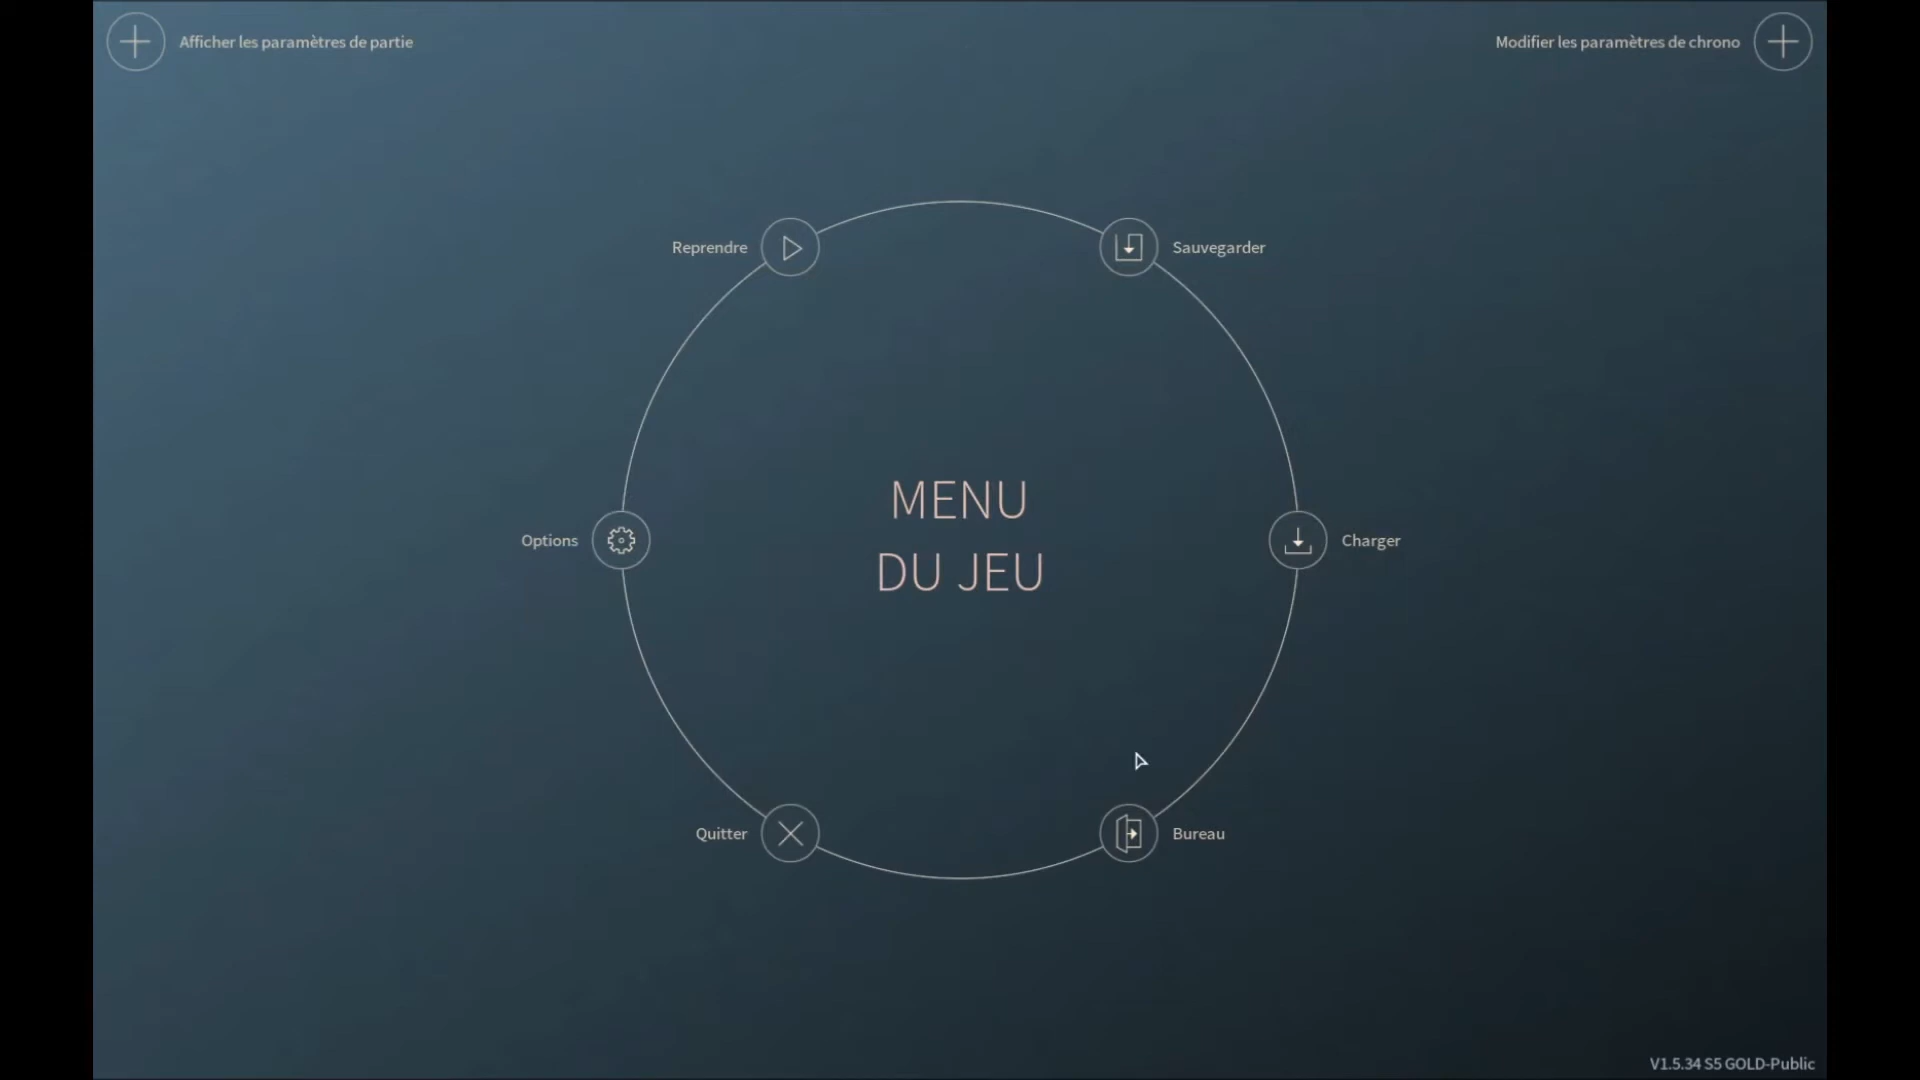 Afficher les paramètres de partie
Modifier les paramètres de chrono
Reprendre
Sauvegarder
MENU
DU JEU
Options
Charger
Quitter
Bureau
V1.5.34 S5 GOLD-Public